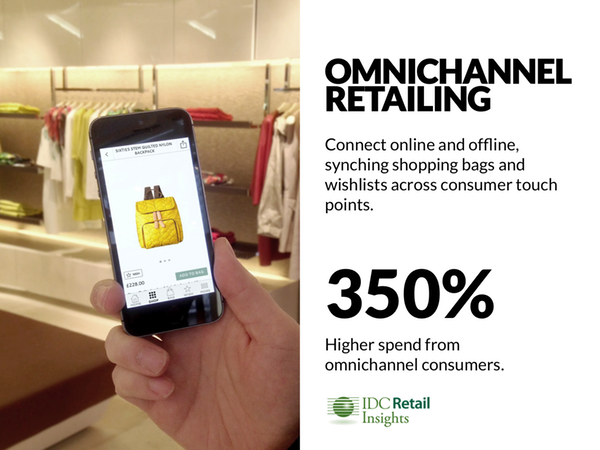 SIXTIES STEM QUILTED NYLON
BACKPACK
£228.00
ADD TO BAG
OMNICHANNEL
RETAILING
Connect online and offline,
synching shopping bags and
wishlists across consumer touch
points.
350%
Higher spend from
omnichannel consumers.
IDC Retail
Insights